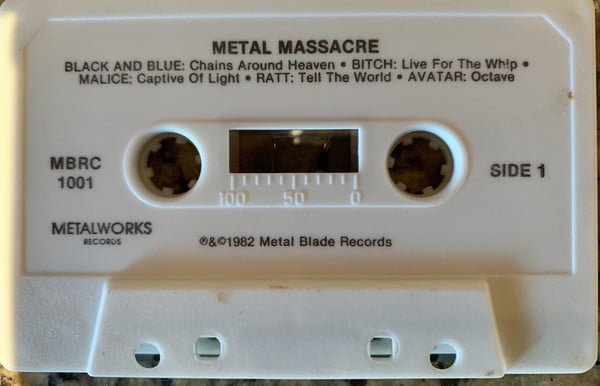 METAL MASSACRE
BLACK AND BLUE: Chains Around Heaven • BITCH: Live For The Whip •
MALICE: Captive Of Light • RATT: Tell The World • AVATAR: Octave
MBRC
1001
100 50 0
SIDE 1
METALWORKS
RECORDS
℗&©1982 Metal Blade Records